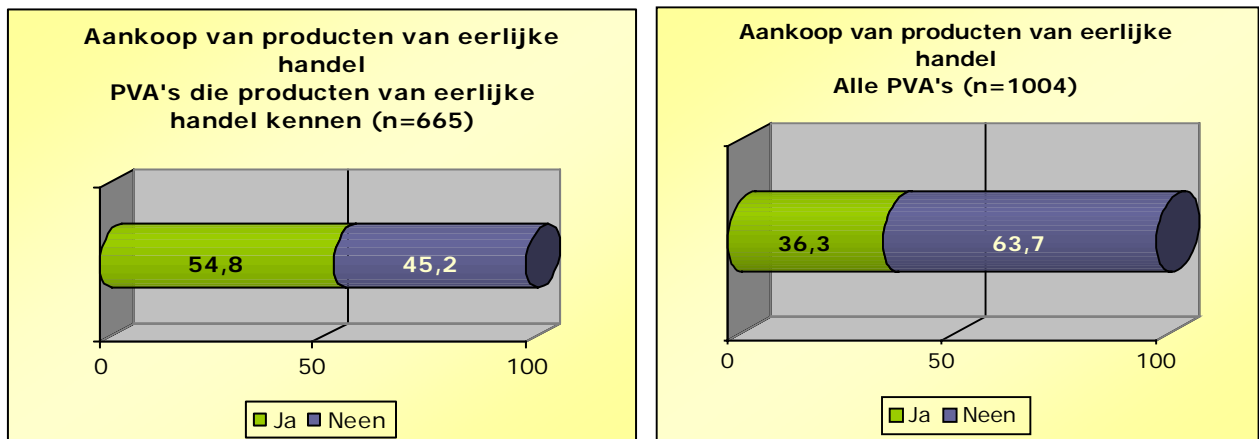 Aankoop van producten van eerlijke
handel
PVA's die producten van eerlijke
handel kennen (n=665)
54,8
45,2
0
50
100
Ja
Neen
Aankoop van producten van eerlijke
handel
Alle PVA's (n=1004)
36,3
63,7
0
50
100
Ja
Neen